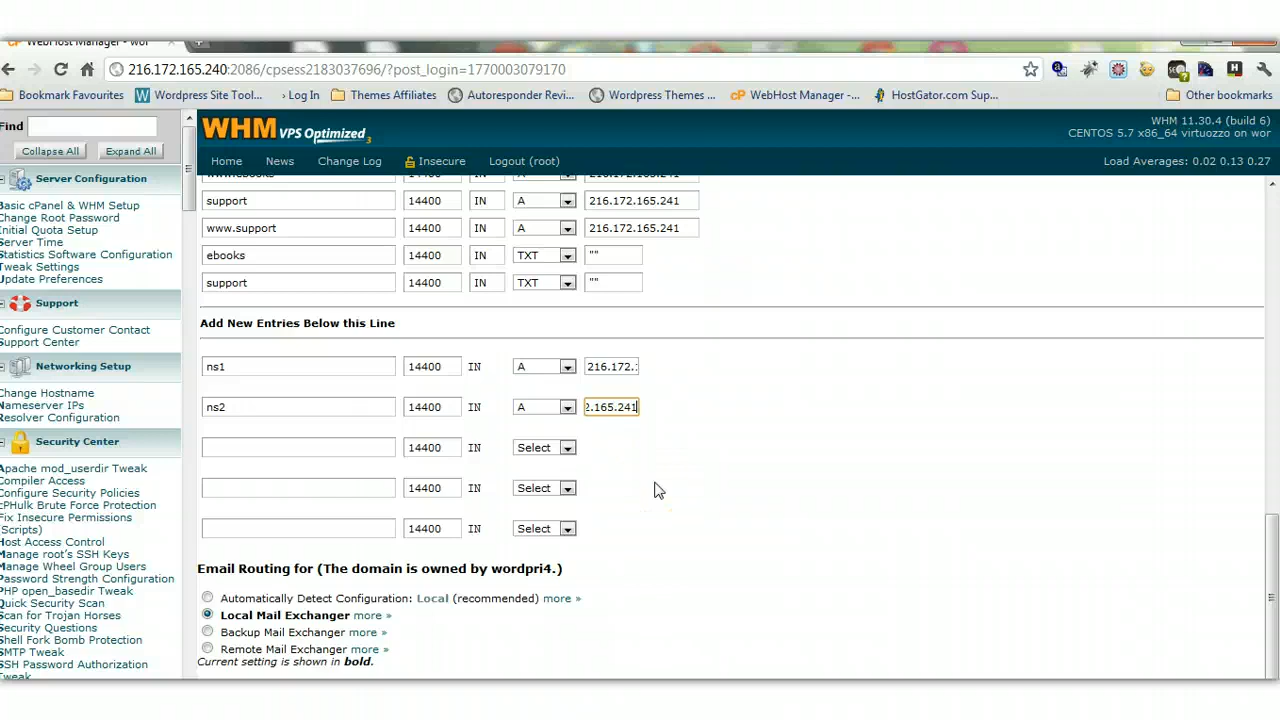 WebHost Manager - wor
216.172.165.240:2086/cpsess2183037696/?post_login=1770003079170
Bookmark Favourites Wordpress Site Tool... Log In Themes Affiliates Autoresponder Revi... Wordpress Themes ... cP WebHost Manager -... HostGator.com Sup... Other bookmarks
Find
Collapse All Expand All
Server Configuration
Basic cPanel & WHM Setup
Change Root Password
Initial Quota Setup
Server Time
Statistics Software Configuration
Tweak Settings
Update Preferences
Support
Configure Customer Contact
Support Center
Networking Setup
Change Hostname
Nameserver IPs
Resolver Configuration
Security Center
Apache mod_userdir Tweak
Compiler Access
Configure Security Policies
cPHulk Brute Force Protection
Fix Insecure Permissions
(Scripts)
Host Access Control
Manage root's SSH Keys
Manage Wheel Group Users
Password Strength Configuration
PHP open_basedir Tweak
Quick Security Scan
Scan for Trojan Horses
Security Questions
Shell Fork Bomb Protection
SMTP Tweak
SSH Password Authorization
Tweak
WHM VPS Optimized 3
WHM 11.30.4 (build 6)
CENTOS 5.7 x86_64 virtuozzo on wor
Home News Change Log Insecure Logout (root) Load Averages: 0.02 0.13 0.27
www.ebooks 14400 IN A 216.172.165.241
support 14400 IN A 216.172.165.241
www.support 14400 IN A 216.172.165.241
ebooks 14400 IN TXT ""
support 14400 IN TXT ""
Add New Entries Below this Line
ns1 14400 IN A 216.172.
ns2 14400 IN A 2.165.241
14400 IN Select
14400 IN Select
14400 IN Select
Email Routing for (The domain is owned by wordpri4.)
Automatically Detect Configuration: Local (recommended) more »
Local Mail Exchanger more »
Backup Mail Exchanger more »
Remote Mail Exchanger more »
Current setting is shown in bold.